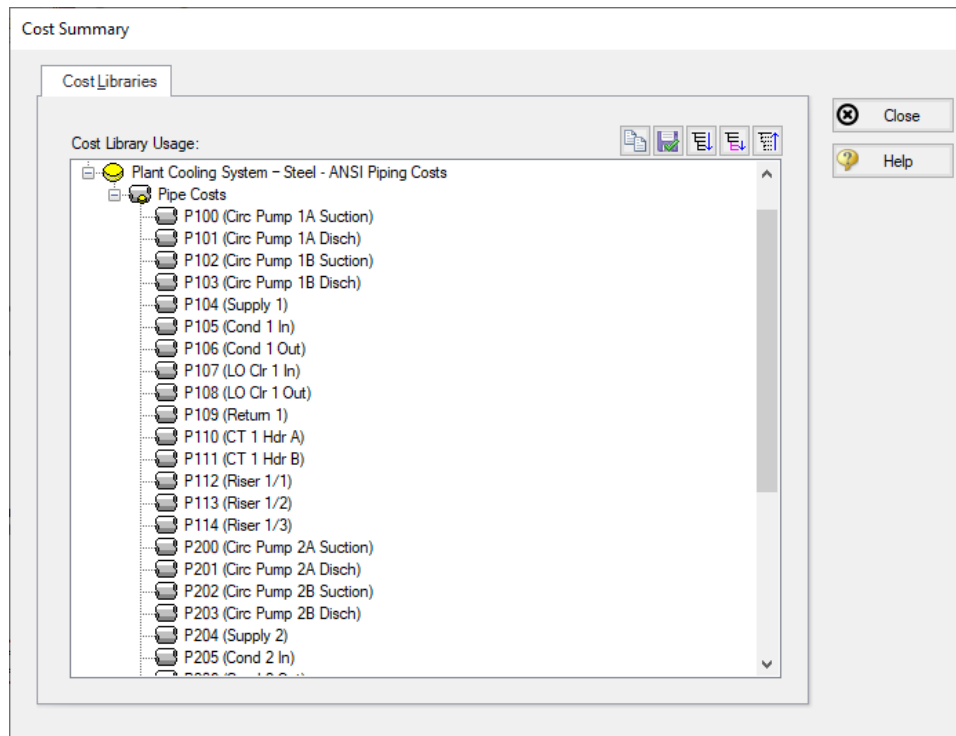 Cost Summary
Cost Libraries
Close
Cost Library Usage:
Help
Plant Cooling System – Steel - ANSI Piping Costs
Pipe Costs
P100 (Circ Pump 1A Suction)
P101 (Circ Pump 1A Disch)
P102 (Circ Pump 1B Suction)
P103 (Circ Pump 1B Disch)
P104 (Supply 1)
P105 (Cond 1 In)
P106 (Cond 1 Out)
P107 (LO Clr 1 In)
P108 (LO Clr 1 Out)
P109 (Return 1)
P110 (CT 1 Hdr A)
P111 (CT 1 Hdr B)
P112 (Riser 1/1)
P113 (Riser 1/2)
P114 (Riser 1/3)
P200 (Circ Pump 2A Suction)
P201 (Circ Pump 2A Disch)
P202 (Circ Pump 2B Suction)
P203 (Circ Pump 2B Disch)
P204 (Supply 2)
P205 (Cond 2 In)